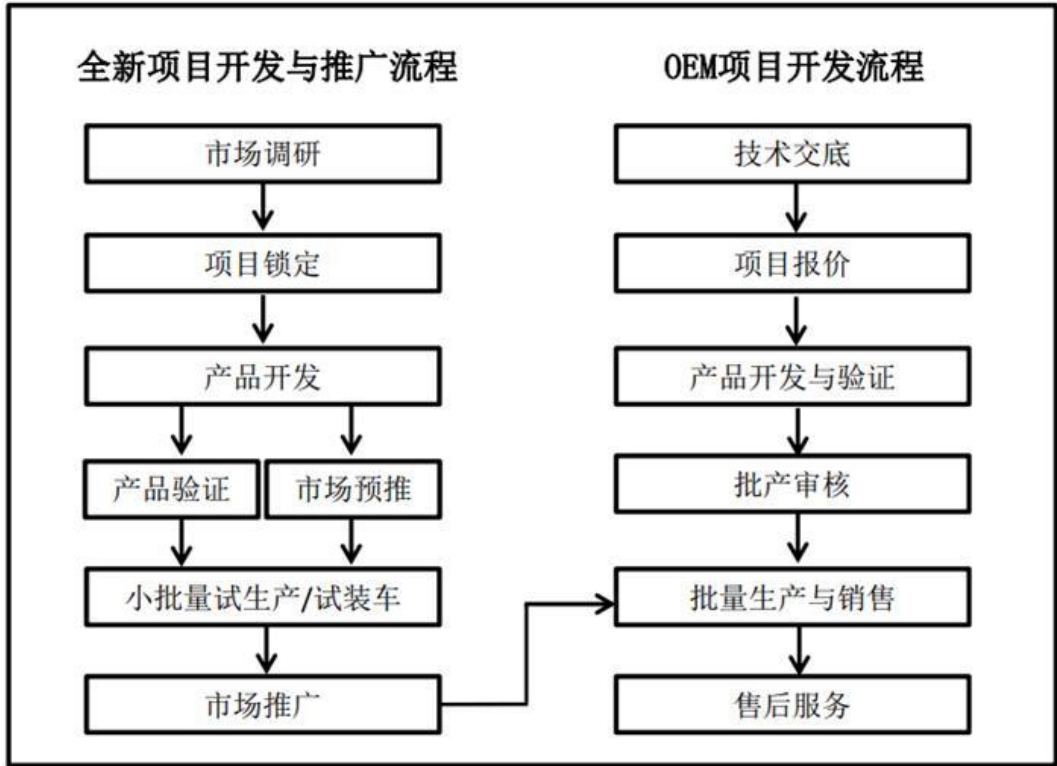 全新项目开发与推广流程
市场调研
项目锁定
产品开发
产品验证
市场预推
小批量试生产/试装车
市场推广
OEM项目开发流程
技术交底
项目报价
产品开发与验证
批产审核
批量生产与销售
售后服务